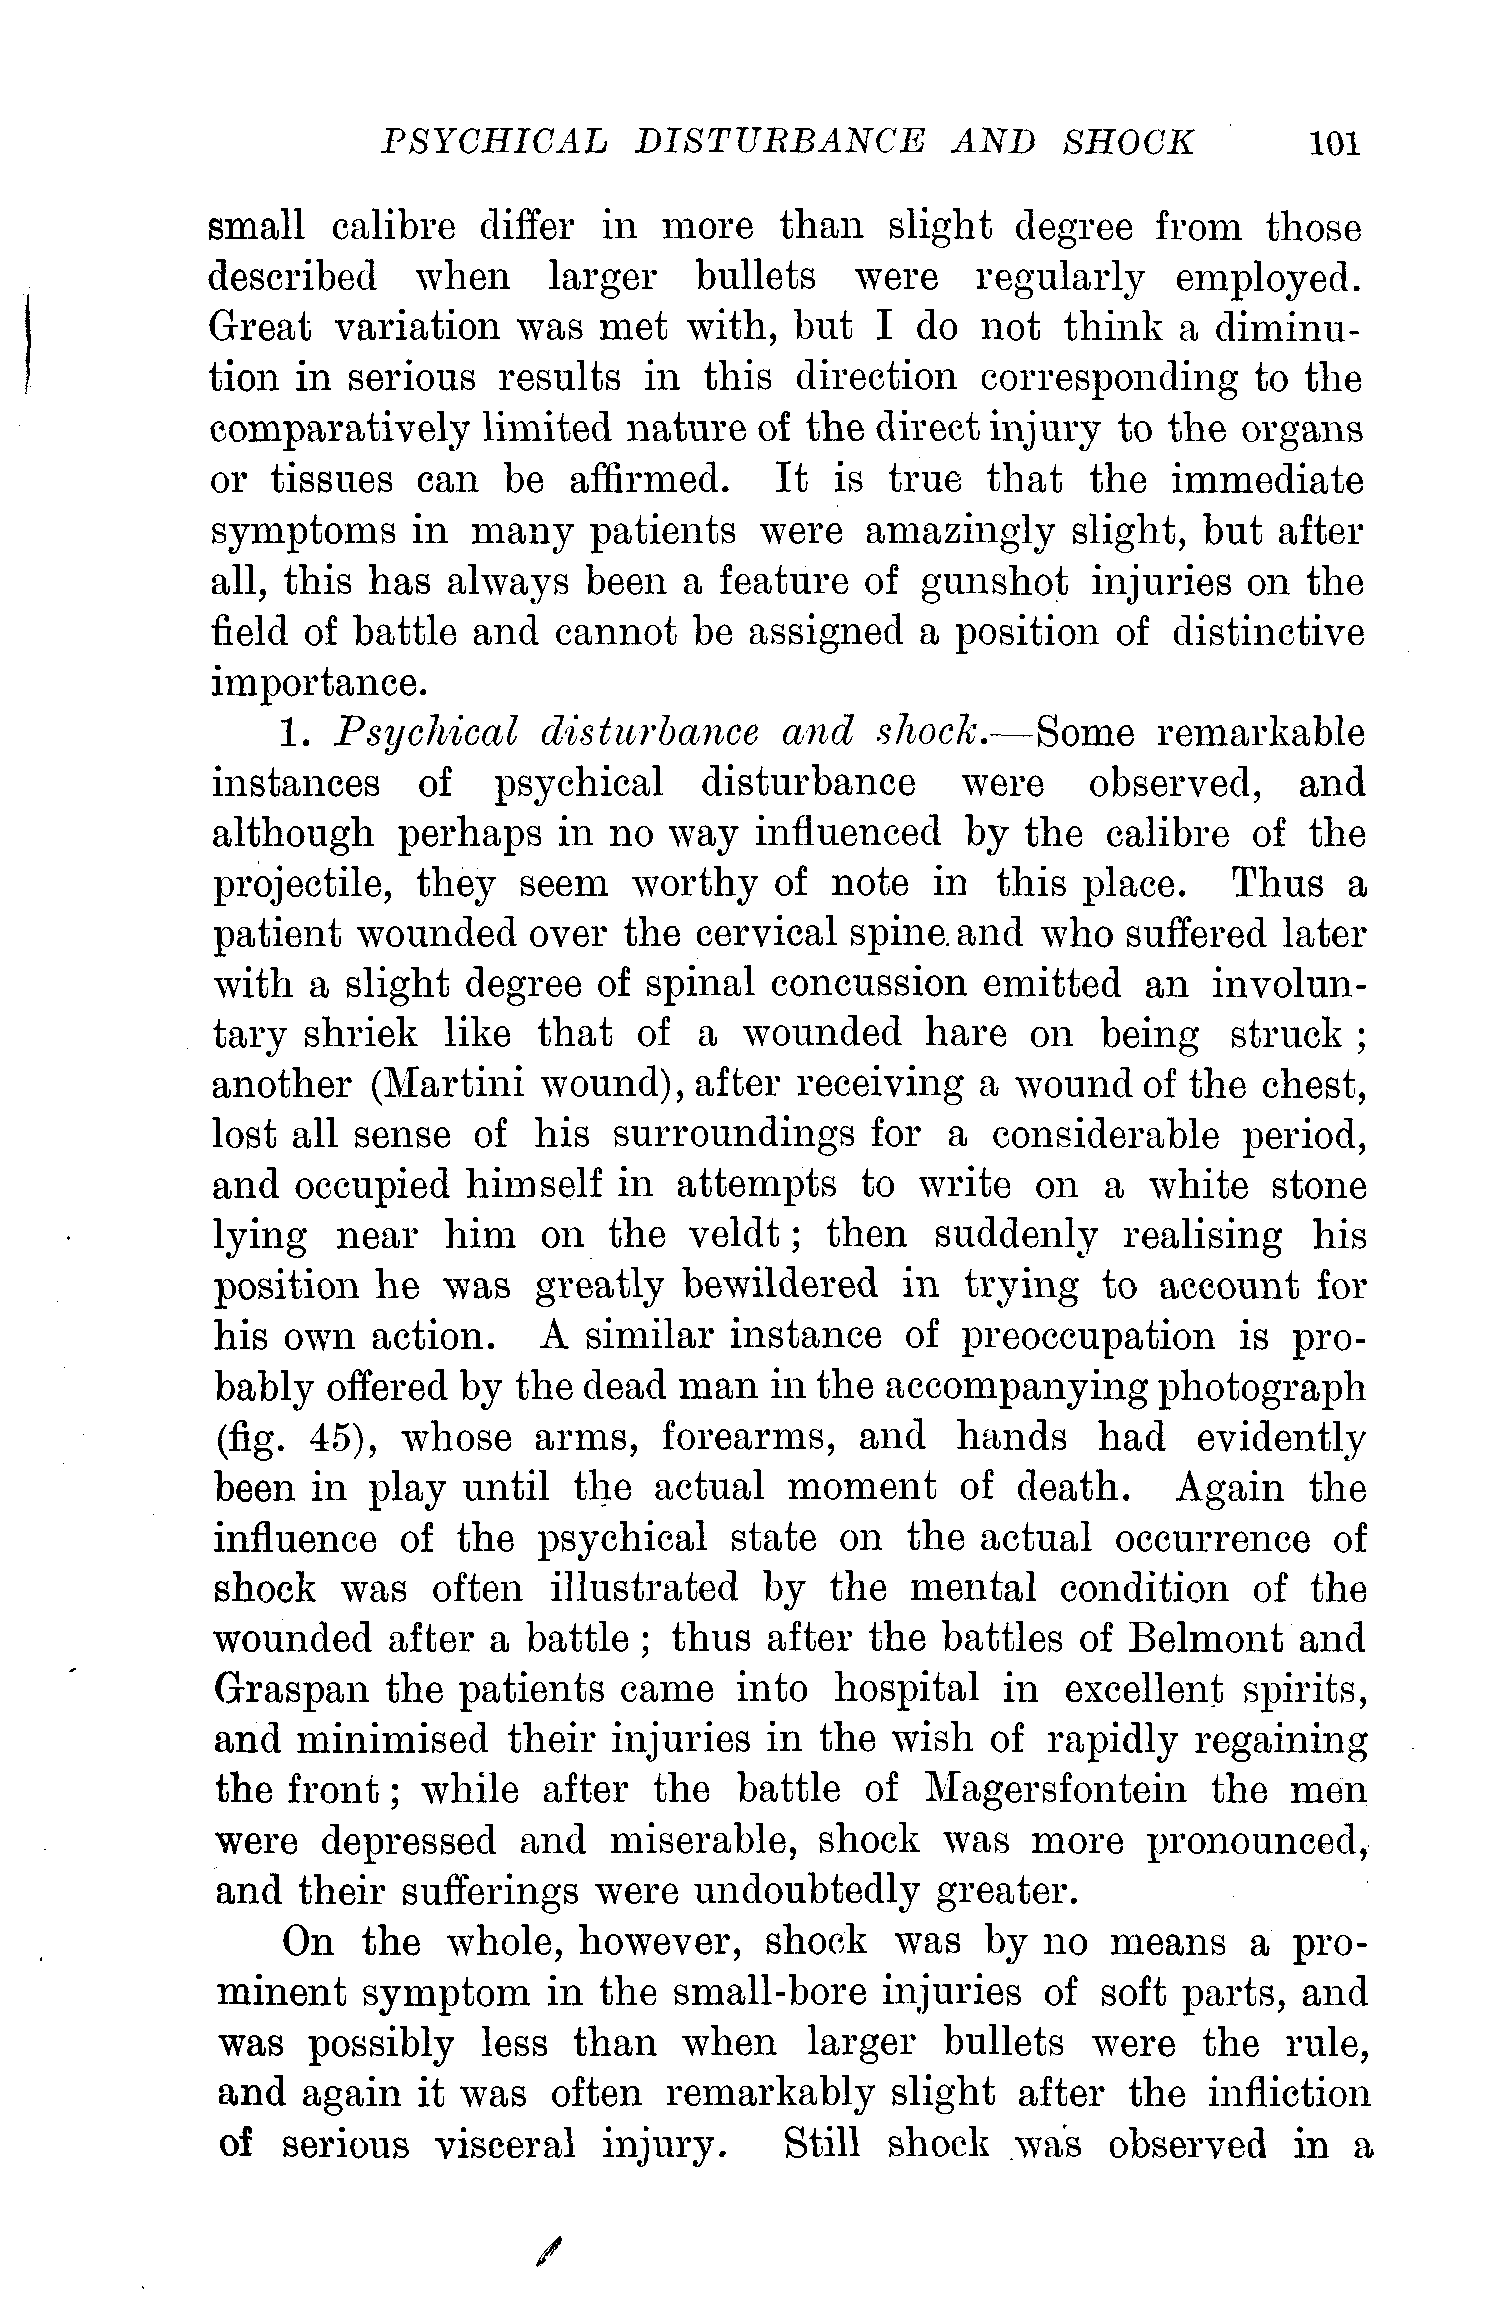 PSYCHICAL DISTURBANCE AND SHOCK 101
small calibre differ in more than slight degree from those
described when larger bullets were regularly employed.
Great variation was met with, but I do not think a diminu-
tion in serious results in this direction corresponding to the
comparatively limited nature of the direct injury to the organs
or tissues can be affirmed. It is true that the immediate
symptoms in many patients were amazingly slight, but after
all, this has always been a feature of gunshot injuries on the
field of battle and cannot be assigned a position of distinctive
importance.
1. Psychical disturbance and shock.—Some remarkable
instances of psychical disturbance were observed, and
although perhaps in no way influenced by the calibre of the
projectile, they seem worthy of note in this place. Thus a
patient wounded over the cervical spine and who suffered later
with a slight degree of spinal concussion emitted an involun-
tary shriek like that of a wounded hare on being struck ;
another (Martini wound), after receiving a wound of the chest,
lost all sense of his surroundings for a considerable period,
and occupied himself in attempts to write on a white stone
lying near him on the veldt ; then suddenly realising his
position he was greatly bewildered in trying to account for
his own action. A similar instance of preoccupation is pro-
bably offered by the dead man in the accompanying photograph
(fig. 45), whose arms, forearms, and hands had evidently
been in play until the actual moment of death. Again the
influence of the psychical state on the actual occurrence of
shock was often illustrated by the mental condition of the
wounded after a battle ; thus after the battles of Belmont and
Graspan the patients came into hospital in excellent spirits,
and minimised their injuries in the wish of rapidly regaining
the front ; while after the battle of Magersfontein the men
were depressed and miserable, shock was more pronounced,
and their sufferings were undoubtedly greater.
On the whole, however, shock was by no means a pro-
minent symptom in the small-bore injuries of soft parts, and
was possibly less than when larger bullets were the rule,
and again it was often remarkably slight after the infliction
of serious visceral injury. Still shock was observed in a